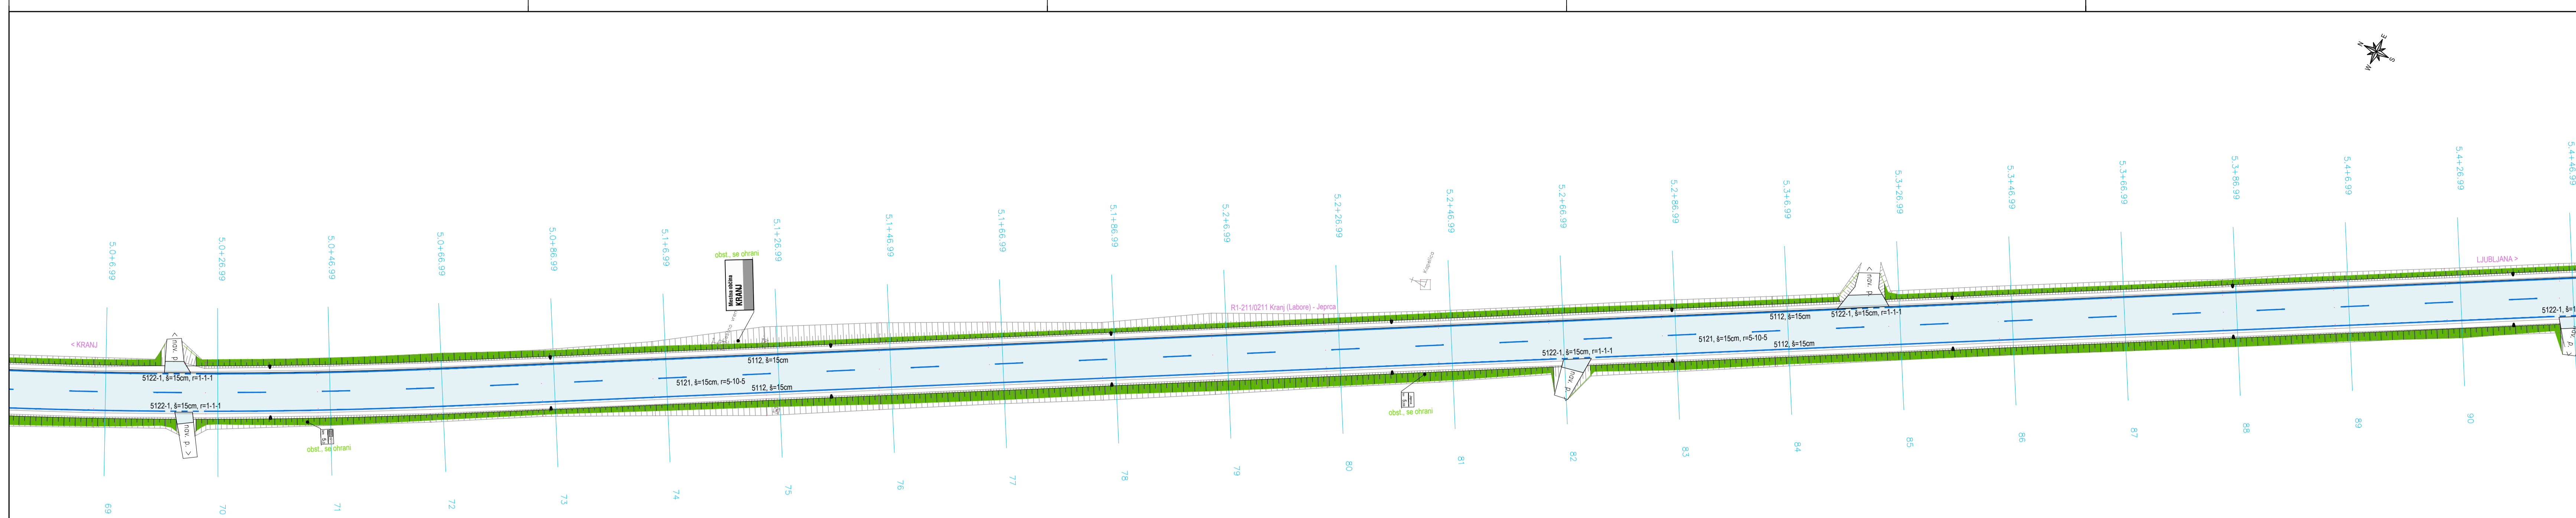 N
E
S
W
5.0+6.99
5.0+26.99
5.0+46.99
5.0+66.99
5.0+86.99
5.1+6.99
5.1+26.99
5.1+46.99
5.1+66.99
5.1+86.99
5.2+6.99
5.2+26.99
5.2+46.99
5.2+66.99
5.2+86.99
5.3+6.99
5.3+26.99
5.3+46.99
5.3+66.99
5.3+86.99
5.4+6.99
5.4+26.99
5.4+46.99
obst., se ohrani
Mestna občina
KRANJ
Kapelica
R1-211/0211 Kranj (Labore) - Jeprca
LJUBLJANA >
< KRANJ
nov. p. >
nov. p. >
5122-1, š=15cm, r=1-1-1
5122-1, š=15cm, r=1-1-1
5112, š=15cm
5121, š=15cm, r=5-10-5
5112, š=15cm
5122-1, š=15cm, r=1-1-1
nov. p. >
5112, š=15cm
5122-1, š=15cm, r=1-1-1
5121, š=15cm, r=5-10-5
5112, š=15cm
nov. p. >
obst., se ohrani
obst., se ohrani
69
70
71
72
73
74
75
76
77
78
79
80
81
82
83
84
85
86
87
88
89
90